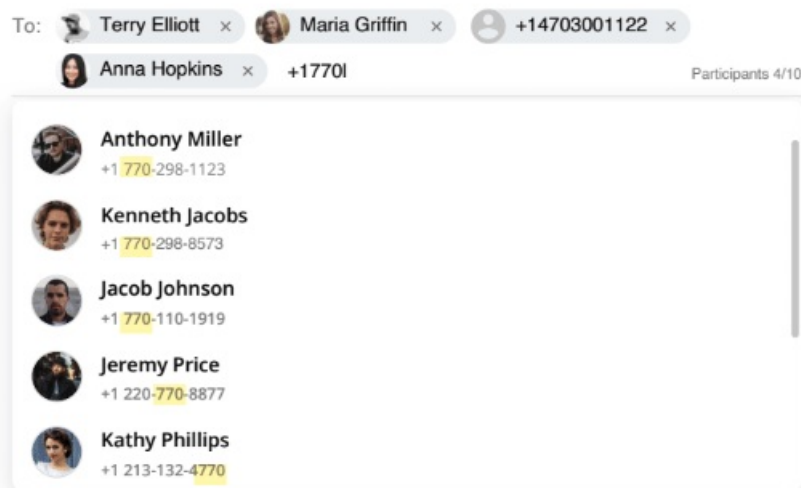 To: Terry Elliott × Maria Griffin × +14703001122 ×
Anna Hopkins × +1770 Participants 4/10
Anthony Miller
+1 770-298-1123
Kenneth Jacobs
+1 770-298-8573
Jacob Johnson
+1 770-110-1919
Jeremy Price
+1 220-770-8877
Kathy Phillips
+1 213-132-4770